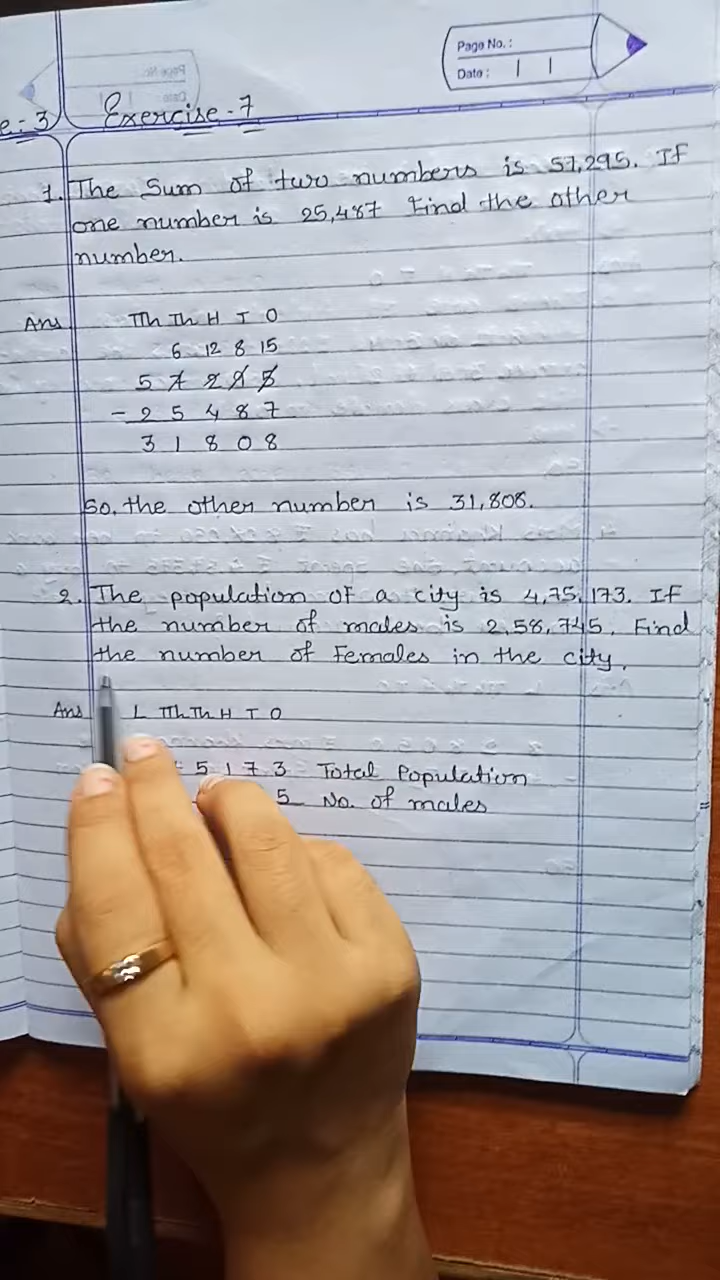 Page No. :
Date :
e-3 Exercise-7
1. The Sum of two numbers is 57,295. If
one number is 25,487 Find the other
number.
Ans TTh Th H T O
6 12 8 15
5 7 2 9 5
- 2 5 4 8 7
3 1 8 0 8
So, the other number is 31,808.
2. The population of a city is 4,75,173. If
the number of males is 2,58,745. Find
the number of Females in the city.
Ans L TTh Th H T O
5 1 7 3 Total Population
5 No. of males